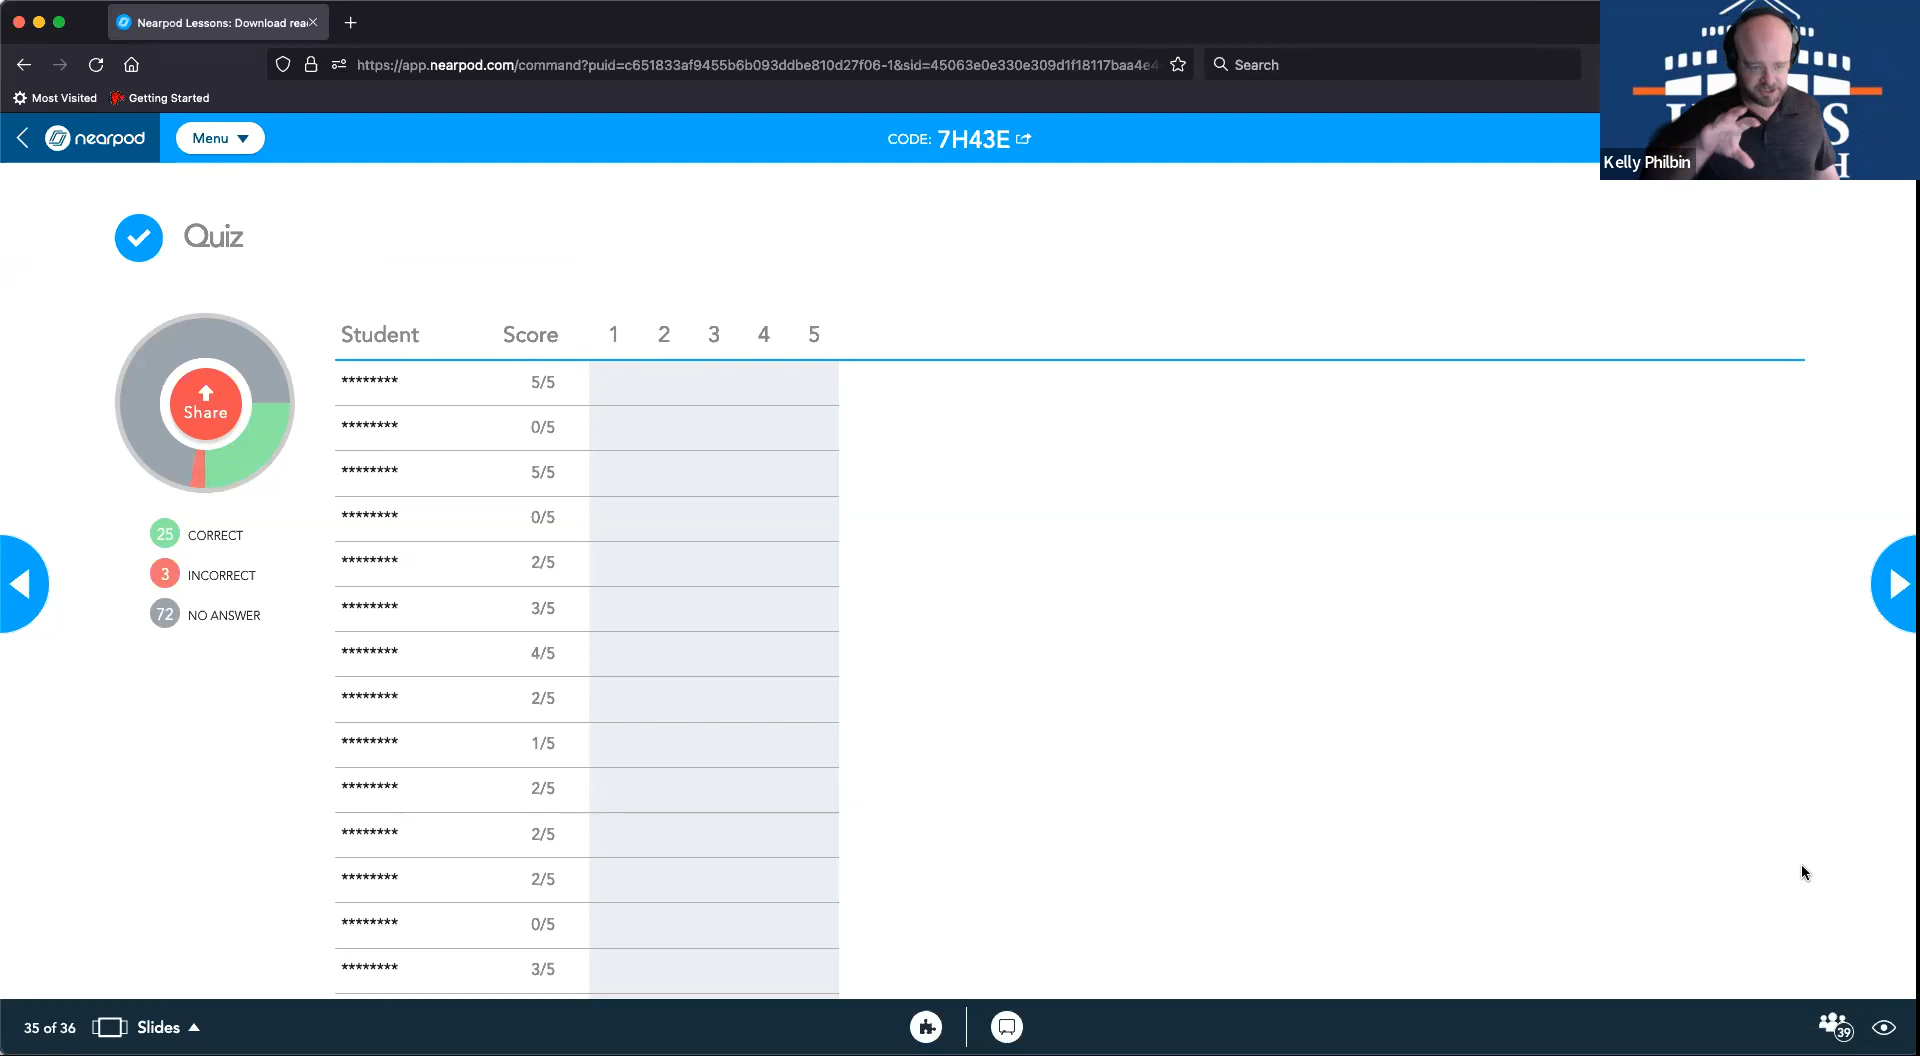 Nearpod Lessons: Download rea
https://app.nearpod.com/command?puid=c651833af9455b6b093ddbe810d27f06-1&sid=45063e0e330e309d1f18117baa4e4
Search
Most Visited
Getting Started
nearpod
Menu
CODE: 7H43E
Kelly Philbin
Quiz
Share
25 CORRECT
3 INCORRECT
72 NO ANSWER
Student Score 1 2 3 4 5
******** 5/5
******** 0/5
******** 5/5
******** 0/5
******** 2/5
******** 3/5
******** 4/5
******** 2/5
******** 1/5
******** 2/5
******** 2/5
******** 2/5
******** 0/5
******** 3/5
35 of 36
Slides
39